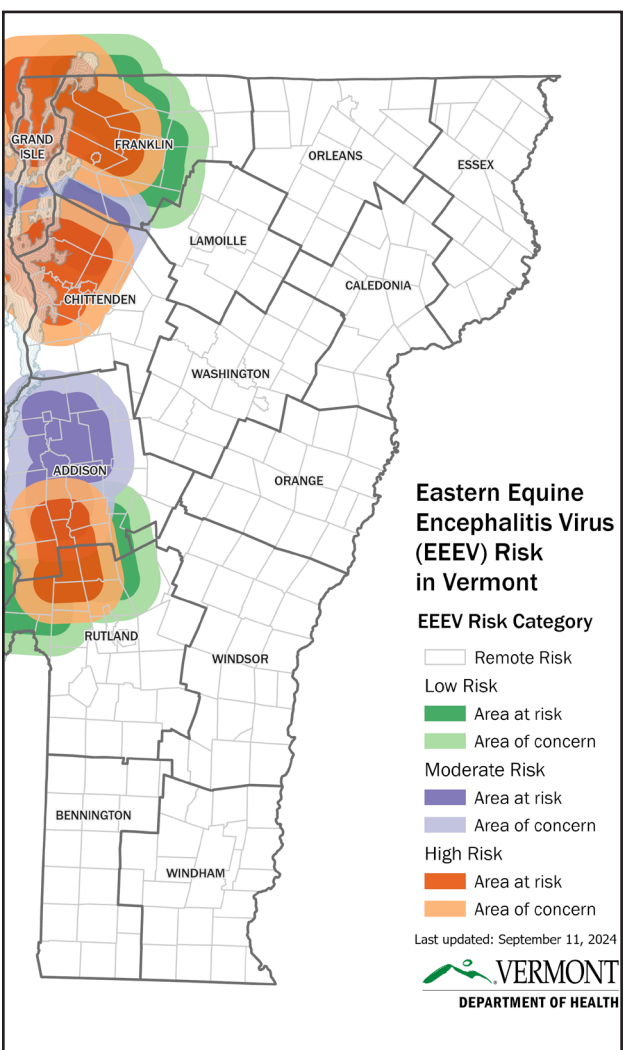 GRAND
ISLE
FRANKLIN
ORLEANS
ESSEX
LAMOILLE
CALEDONIA
CHITTENDEN
WASHINGTON
ADDISON
ORANGE
RUTLAND
WINDSOR
BENNINGTON
WINDHAM
Eastern Equine
Encephalitis Virus
(EEEV) Risk
in Vermont
EEEV Risk Category
Remote Risk
Low Risk
Area at risk
Area of concern
Moderate Risk
Area at risk
Area of concern
High Risk
Area at risk
Area of concern
Last updated: September 11, 2024
VERMONT
DEPARTMENT OF HEALTH